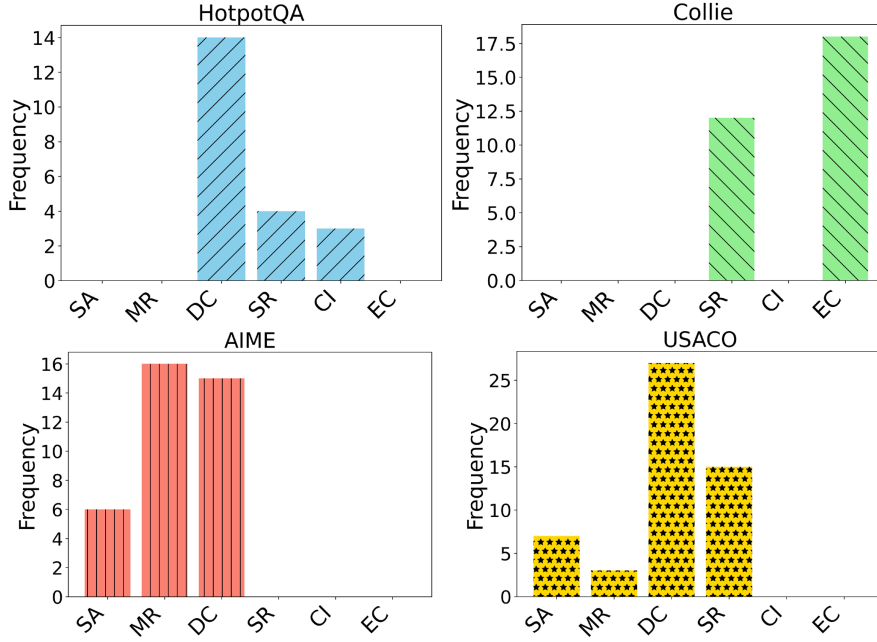 HotpotQA
Frequency
14
12
10
8
6
4
2
0
SA MR DC SR CI EC
Collie
Frequency
17.5
15.0
12.5
10.0
7.5
5.0
2.5
0.0
SA MR DC SR CI EC
AIME
Frequency
16
14
12
10
8
6
4
2
0
SA MR DC SR CI EC
USACO
Frequency
25
20
15
10
5
0
SA MR DC SR CI EC